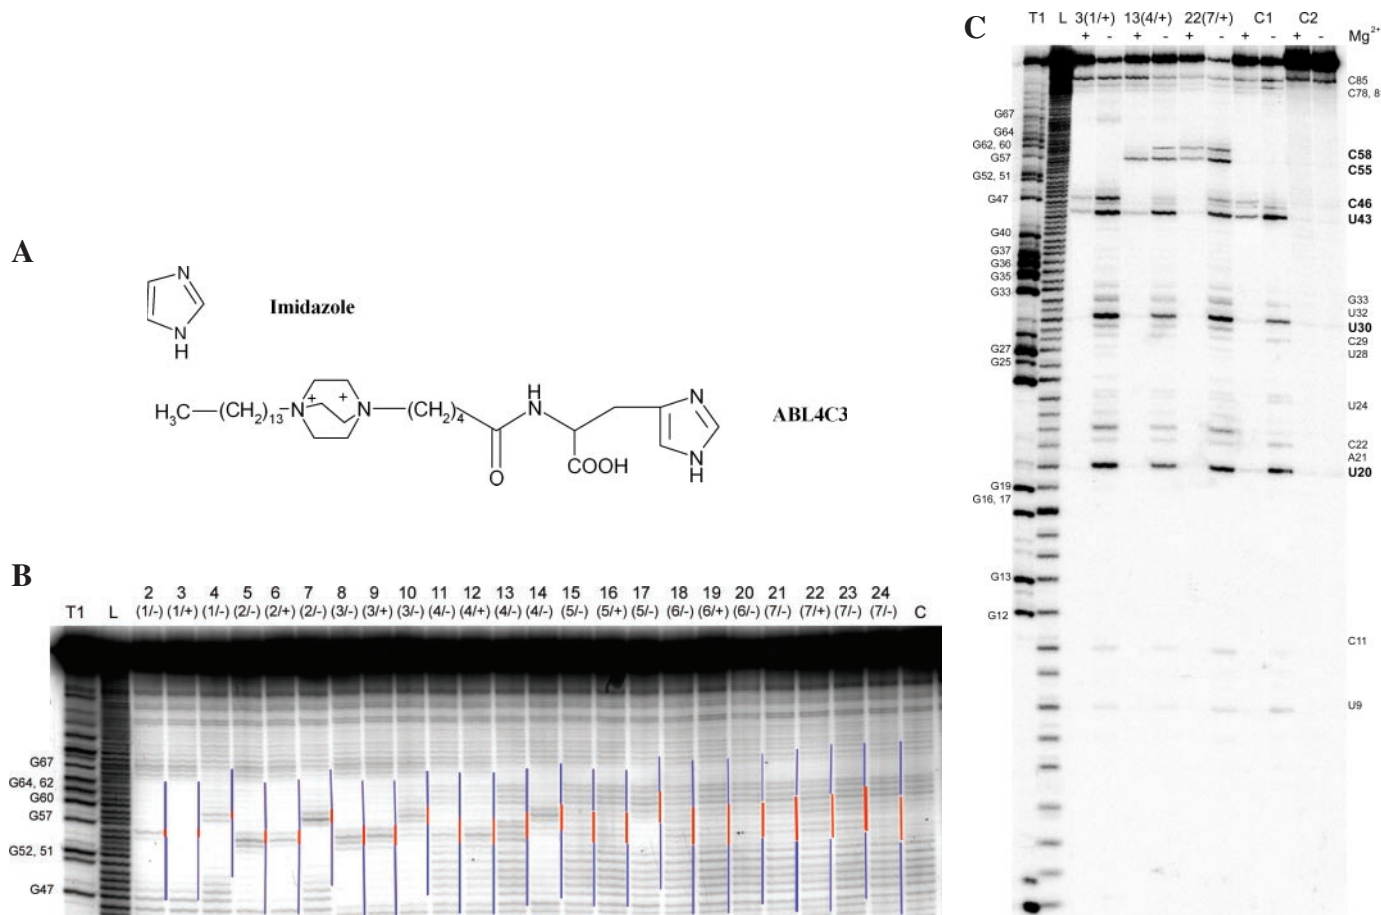 A
Imidazole
N
N
H
H₃C—(CH₂)₁₃—N
+
+
N—(CH₂)₄
O
H
N
COOH
N
N
H
ABL4C3
B
2 3 4 5 6 7 8 9 10 11 12 13 14 15 16 17 18 19 20 21 22 23 24
T1 L (1/-) (1/+) (1/-) (2/-) (2/+) (2/-) (3/-) (3/+) (3/-) (4/-) (4/+) (4/-) (4/-) (5/-) (5/+) (5/-) (6/-) (6/+) (6/-) (7/-) (7/+) (7/-) (7/-) C
G67
G64, 62
G60
G57
G52, 51
G47
C
T1 L 3(1/+) 13(4/+) 22(7/+) C1 C2
+ - + - + - + - + - Mg²⁺
G67
G64
G62, 60
G57
G52, 51
G47
G40
G37
G36
G35
G33
G27
G25
G19
G16, 17
G13
G12
C85
C78, 8
C58
C55
C46
U43
G33
U32
U30
C29
U28
U24
C22
A21
U20
C11
U9